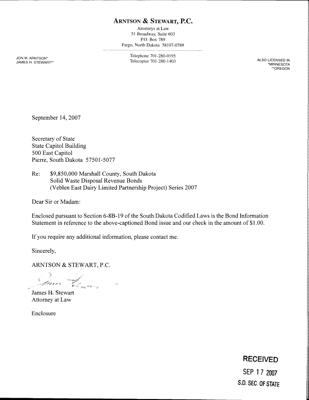 ARNTSON & STEWART, P.C.
Attorneys at Law
51 Broadway, Suite 603
P.O. Box 789
Fargo, North Dakota 58107-0789
Telephone 701-280-0195
Telecopier 701-280-1403
JON M. ARNTSON*
JAMES H. STEWART**
ALSO LICENSED IN
*MINNESOTA
**OREGON
September 14, 2007
Secretary of State
State Capitol Building
500 East Capitol
Pierre, South Dakota 57501-5077
Re: $9,850,000 Marshall County, South Dakota
Solid Waste Disposal Revenue Bonds
(Veblen East Dairy Limited Partnership Project) Series 2007
Dear Sir or Madam:
Enclosed pursuant to Section 6-8B-19 of the South Dakota Codified Laws is the Bond Information
Statement in reference to the above-captioned Bond issue and our check in the amount of $1.00.
If you require any additional information, please contact me.
Sincerely,
ARNTSON & STEWART, P.C.
James H. Stewart
Attorney at Law
Enclosure
RECEIVED
SEP 17 2007
S.D. SEC. OF STATE